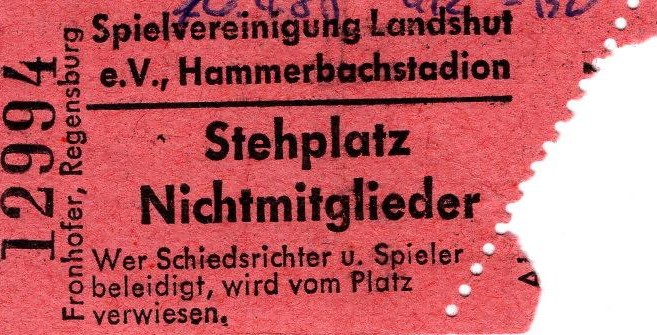 Spielvereinigung Landshut
e.V., Hammerbachstadion
Stehplatz
Nichtmitglieder
Wer Schiedsrichter u. Spieler
beleidigt, wird vom Platz
verwiesen.
12994
Fronhofer, Regensburg